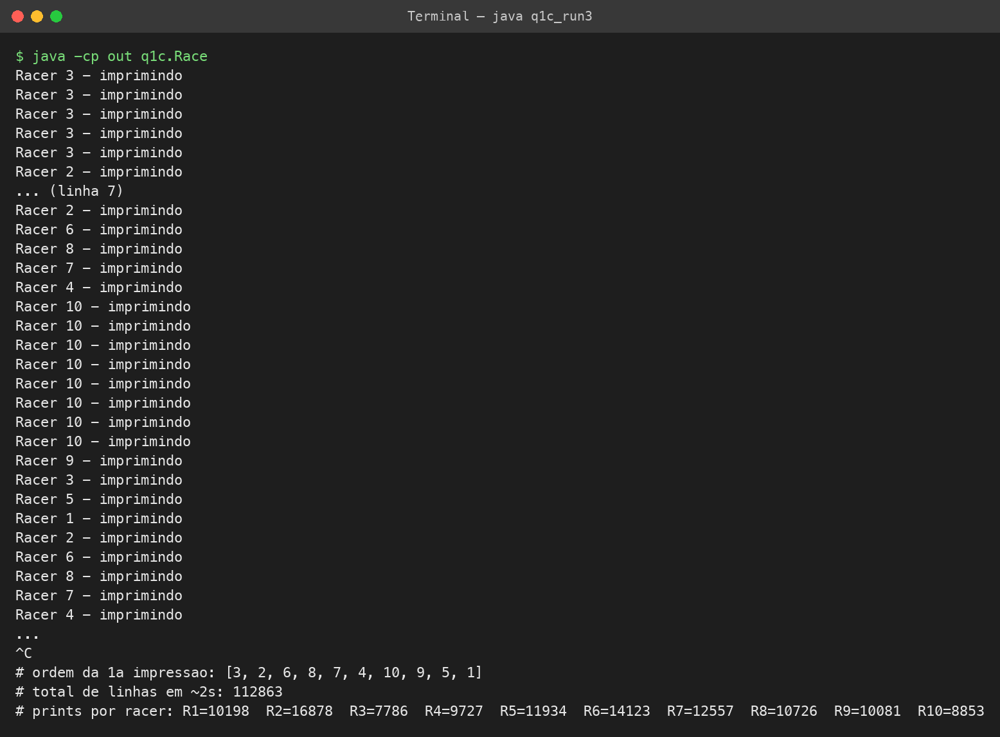 Terminal — java q1c_run3
$ java -cp out q1c.Race
Racer 3 - imprimindo
Racer 3 - imprimindo
Racer 3 - imprimindo
Racer 3 - imprimindo
Racer 3 - imprimindo
Racer 2 - imprimindo
... (linha 7)
Racer 2 - imprimindo
Racer 6 - imprimindo
Racer 8 - imprimindo
Racer 7 - imprimindo
Racer 4 - imprimindo
Racer 10 - imprimindo
Racer 10 - imprimindo
Racer 10 - imprimindo
Racer 10 - imprimindo
Racer 10 - imprimindo
Racer 10 - imprimindo
Racer 10 - imprimindo
Racer 10 - imprimindo
Racer 9 - imprimindo
Racer 3 - imprimindo
Racer 5 - imprimindo
Racer 1 - imprimindo
Racer 2 - imprimindo
Racer 6 - imprimindo
Racer 8 - imprimindo
Racer 7 - imprimindo
Racer 4 - imprimindo
...
^C
# ordem da 1a impressao: [3, 2, 6, 8, 7, 4, 10, 9, 5, 1]
# total de linhas em ~2s: 112863
# prints por racer: R1=10198  R2=16878  R3=7786  R4=9727  R5=11934  R6=14123  R7=12557  R8=10726  R9=10081  R10=8853